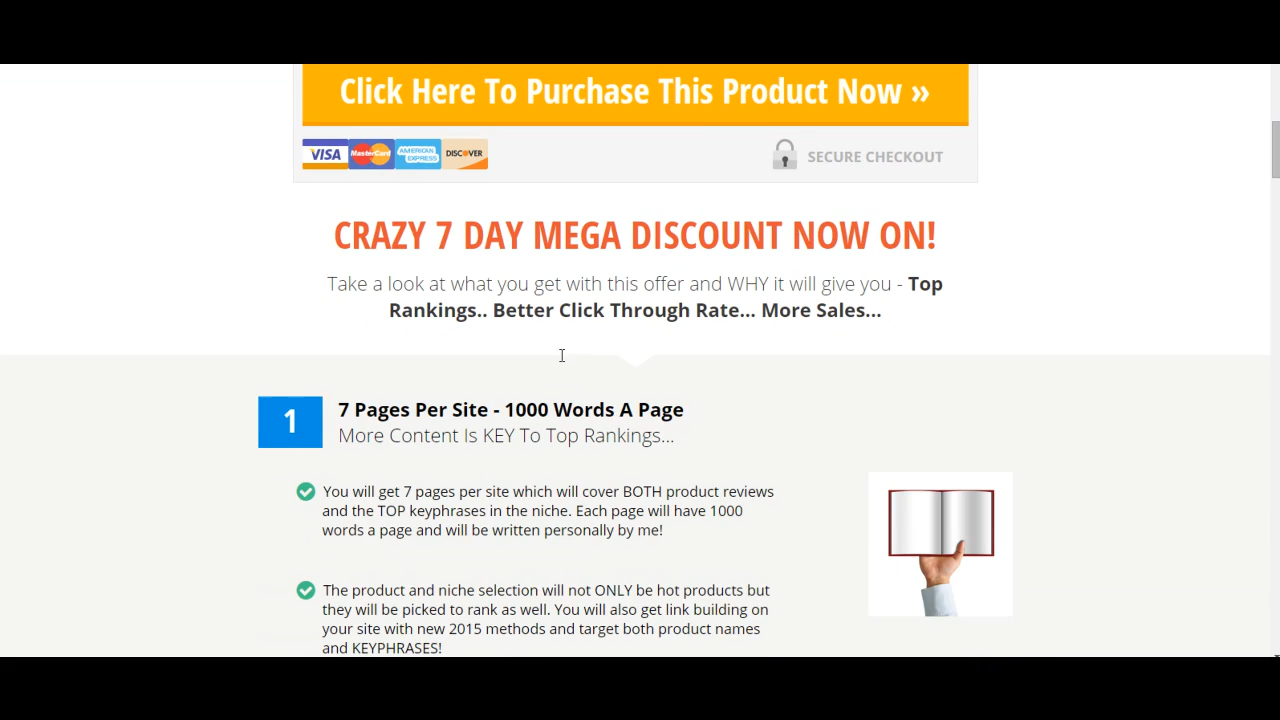 Click Here To Purchase This Product Now »
VISA MasterCard AMERICAN EXPRESS DISCOVER
SECURE CHECKOUT
CRAZY 7 DAY MEGA DISCOUNT NOW ON!
Take a look at what you get with this offer and WHY it will give you - Top
Rankings.. Better Click Through Rate... More Sales...
1
7 Pages Per Site - 1000 Words A Page
More Content Is KEY To Top Rankings...
You will get 7 pages per site which will cover BOTH product reviews
and the TOP keyphrases in the niche. Each page will have 1000
words a page and will be written personally by me!
The product and niche selection will not ONLY be hot products but
they will be picked to rank as well. You will also get link building on
your site with new 2015 methods and target both product names
and KEYPHRASES!